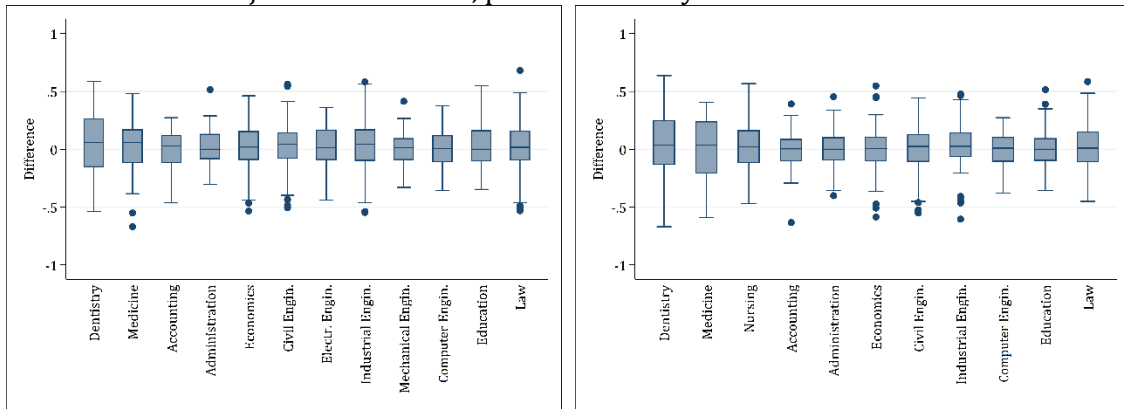 1
.5
0
-.5
-1
Difference
Dentistry
Medicine
Accounting
Administration
Economics
Civil Engin.
Electr. Engin.
Industrial Engin.
Mechanical Engin.
Computer Engin.
Education
Law
1
.5
0
-.5
-1
Difference
Dentistry
Medicine
Nursing
Accounting
Administration
Economics
Civil Engin.
Industrial Engin.
Computer Engin.
Education
Law